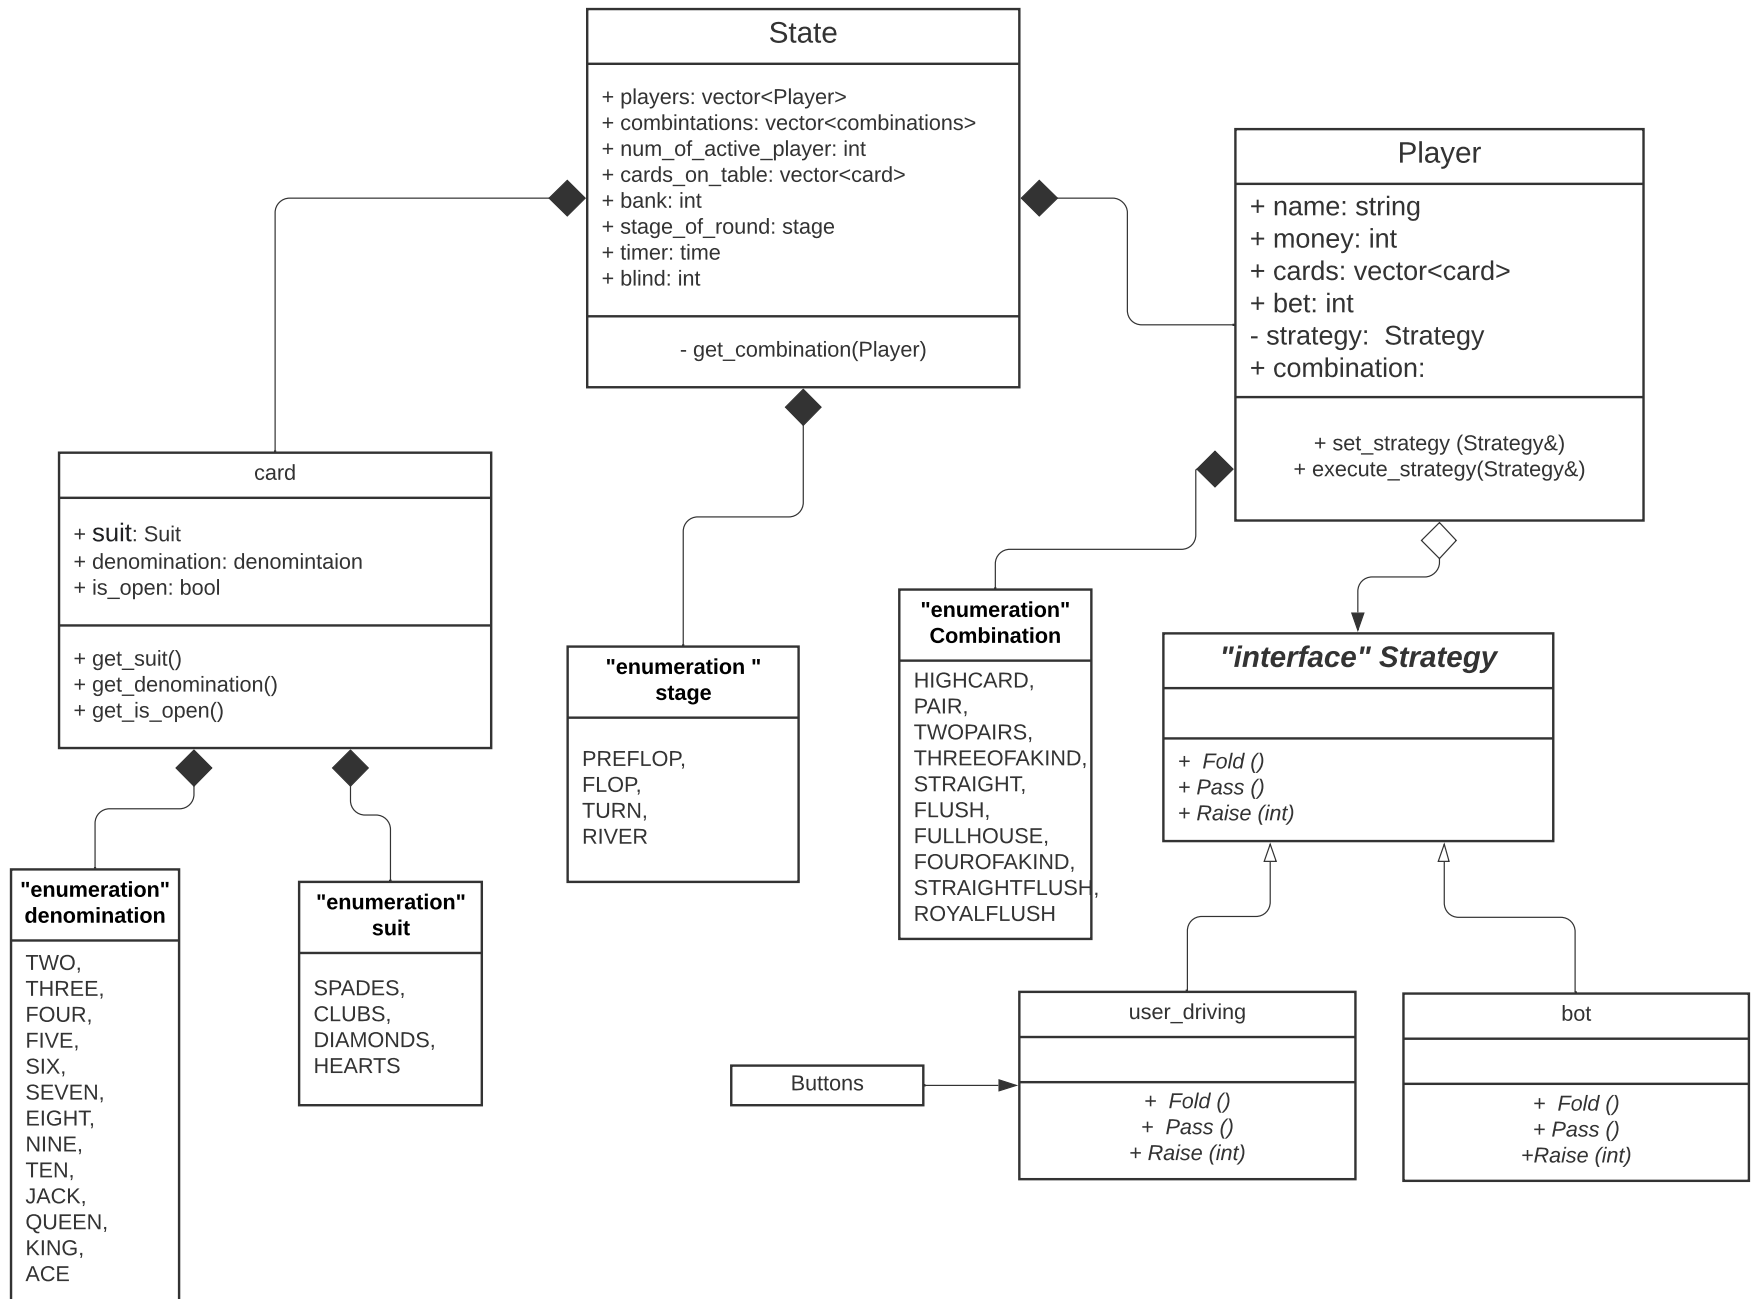 State
+ players: vector<Player>
+ combintations: vector<combinations>
+ num_of_active_player: int
+ cards_on_table: vector<card>
+ bank: int
+ stage_of_round: stage
+ timer: time
+ blind: int
- get_combination(Player)
Player
+ name: string
+ money: int
+ cards: vector<card>
+ bet: int
- strategy:  Strategy
+ combination:
+ set_strategy (Strategy&)
+ execute_strategy(Strategy&)
card
+ suit: Suit
+ denomination: denomintaion
+ is_open: bool
+ get_suit()
+ get_denomination()
+ get_is_open()
"enumeration "
stage
PREFLOP,
FLOP,
TURN,
RIVER
"enumeration"
Combination
HIGHCARD,
PAIR,
TWOPAIRS,
THREEOFAKIND,
STRAIGHT,
FLUSH,
FULLHOUSE,
FOUROFAKIND,
STRAIGHTFLUSH,
ROYALFLUSH
"interface" Strategy
+  Fold ()
+ Pass ()
+ Raise (int)
"enumeration"
denomination
TWO,
THREE,
FOUR,
FIVE,
SIX,
SEVEN,
EIGHT,
NINE,
TEN,
JACK,
QUEEN,
KING,
ACE
"enumeration"
suit
SPADES,
CLUBS,
DIAMONDS,
HEARTS
Buttons
user_driving
+  Fold ()
+  Pass ()
+ Raise (int)
bot
+  Fold ()
+ Pass ()
+Raise (int)